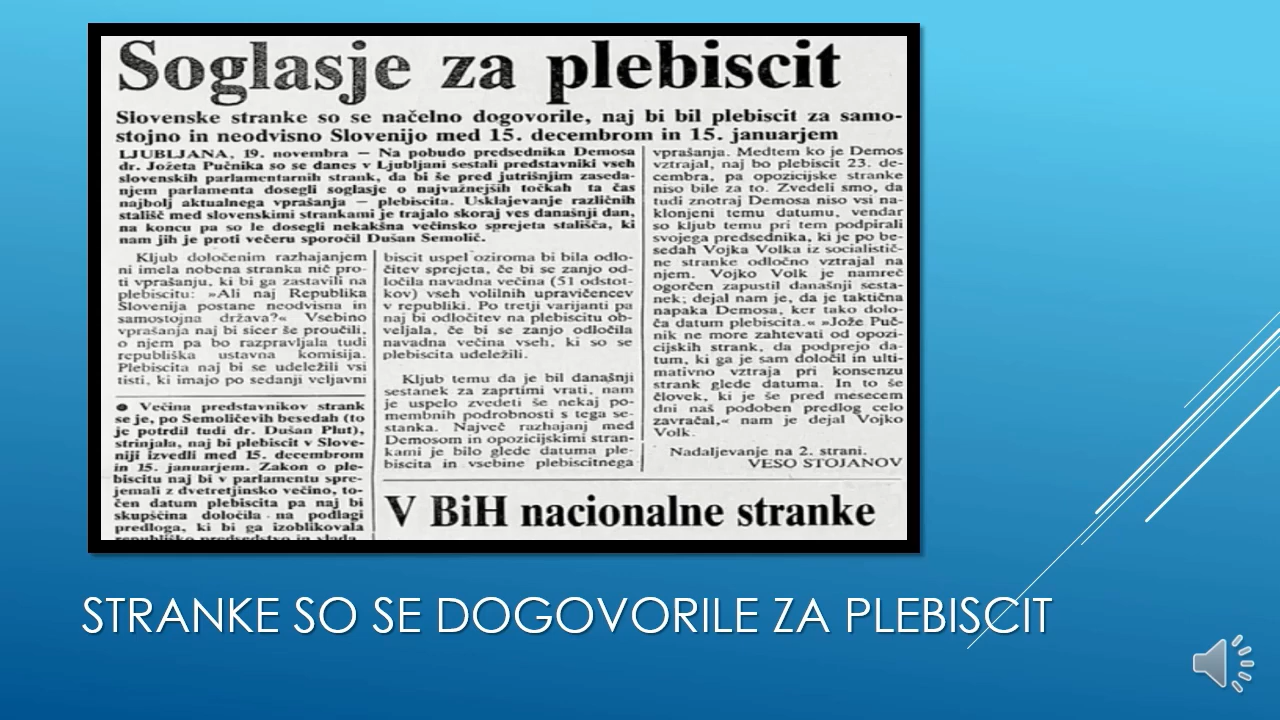 Soglasje za plebiscit
Slovenske stranke so se načelno dogovorile, naj bi bil plebiscit za samo-
stojno in neodvisno Slovenijo med 15. decembrom in 15. januarjem
LJUBLJANA, 19. novembra — Na pobudo predsednika Demosa
dr. Jožeta Pučnika so se danes v Ljubljani sestali predstavniki vseh
slovenskih parlamentarnih strank, da bi še pred jutrišnjim zaseda-
njem parlamenta dosegli soglasje o najvažnejših točkah ta čas
najbolj aktualnega vprašanja — plebiscita. Usklajevanje različnih
stališč med slovenskimi strankami je trajalo skoraj ves današnji dan,
na koncu pa so le dosegli nekakšna večinsko sprejeta stališča, ki
nam jih je proti večeru sporočil Dušan Semolič.
Kljub določenim razhajanjem
ni imela nobena stranka nič pro-
ti vprašanju, ki bi ga zastavili na
plebiscitu: »Ali naj Republika
Slovenija postane neodvisna in
samostojna država?« Vsebino
vprašanja naj bi sicer še proučili,
o njem pa bo razpravljala tudi
republiška ustavna komisija.
Plebiscita naj bi se udeležili vsi
tisti, ki imajo po sedanji veljavni
● Večina predstavnikov strank
se je, po Semoličevih besedah (to
je potrdil tudi dr. Dušan Plut),
strinjala, naj bi plebiscit v Slove-
niji izvedli med 15. decembrom
in 15. januarjem. Zakon o ple-
biscitu naj bi v parlamentu spre-
jemali z dvetretjinsko večino, to-
čen datum plebiscita pa naj bi
skupščina določila na podlagi
predloga, ki bi ga izoblikovala
republiško predsedstvo in vlada.
biscit uspel oziroma bi bila odlo-
čitev sprejeta, če bi se zanjo od-
ločila navadna večina (51 odstot-
kov) vseh volilnih upravičencev
v republiki. Po tretji varijanti pa
naj bi odločitev na plebiscitu ob-
veljala, če bi se zanjo odločila
navadna večina vseh, ki so se
plebiscita udeležili.
Kljub temu da je bil današnji
sestanek za zaprtimi vrati, nam
je uspelo zvedeti še nekaj po-
membnih podrobnosti s tega se-
stanka. Največ razhajanj med
Demosom in opozicijskimi stran-
kami je bilo glede datuma ple-
biscita in vsebine plebiscitnega
vprašanja. Medtem ko je Demos
vztrajal, naj bo plebiscit 23. de-
cembra, pa opozicijske stranke
niso bile za to. Zvedeli smo, da
tudi znotraj Demosa niso vsi na-
klonjeni temu datumu, vendar
so kljub temu pri tem podpirali
svojega predsednika, ki je po be-
sedah Vojka Volka iz socialistič-
ne stranke odločno vztrajal na
njem. Vojko Volk je namreč
ogorčen zapustil današnji sesta-
nek; dejal nam je, da je taktična
napaka Demosa, ker tako dolo-
ča datum plebiscita.« »Jože Puč-
nik ne more zahtevati od opozi-
cijskih strank, da podprejo da-
tum, ki ga je sam določil in ulti-
mativno vztraja pri konsenzu
strank glede datuma. In to še
človek, ki je še pred mesecem
dni naš podoben predlog celo
zavračal,« nam je dejal Vojko
Volk.
Nadaljevanje na 2. strani.
VESO STOJANOV
V BiH nacionalne stranke
STRANKE SO SE DOGOVORILE ZA PLEBISCIT